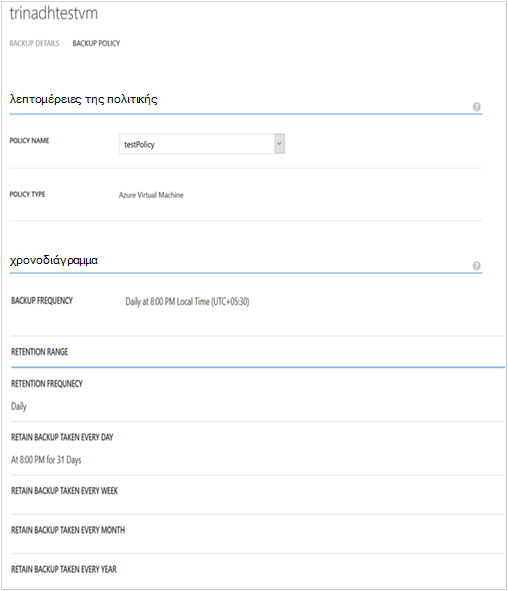 trinadhtestvm
BACKUP DETAILS BACKUP POLICY
λεπτομέρειες της πολιτικής
?
POLICY NAME testPolicy
POLICY TYPE Azure Virtual Machine
χρονοδιάγραμμα
?
BACKUP FREQUENCY Daily at 8:00 PM Local Time (UTC+05:30)
RETENTION RANGE
RETENTION FREQUNECY
Daily
RETAIN BACKUP TAKEN EVERY DAY
At 8:00 PM for 31 Days
RETAIN BACKUP TAKEN EVERY WEEK
RETAIN BACKUP TAKEN EVERY MONTH
RETAIN BACKUP TAKEN EVERY YEAR